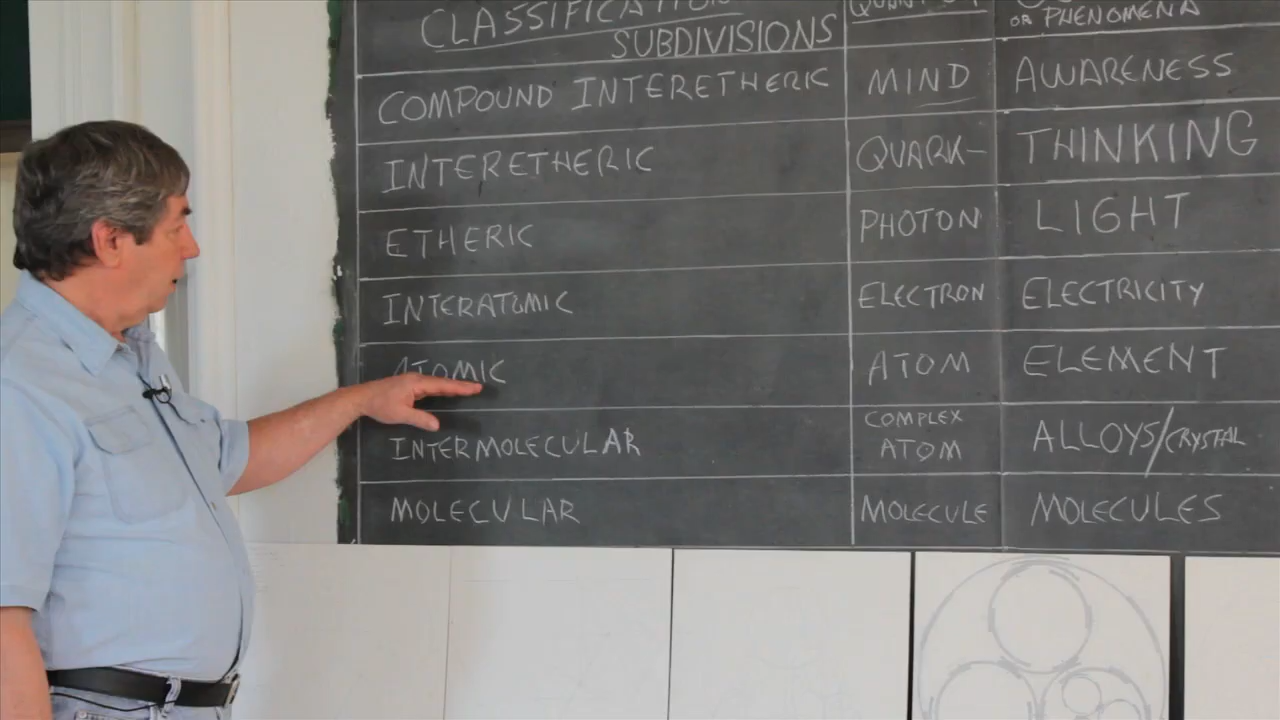 CLASSIFICATION
SUBDIVISIONS
OR PHENOMENA
COMPOUND INTERETHERIC MIND AWARENESS
INTERETHERIC QUARK- THINKING
ETHERIC PHOTON LIGHT
INTERATOMIC ELECTRON ELECTRICITY
ATOMIC ATOM ELEMENT
INTERMOLECULAR COMPLEX ATOM ALLOYS/CRYSTAL
MOLECULAR MOLECULE MOLECULES